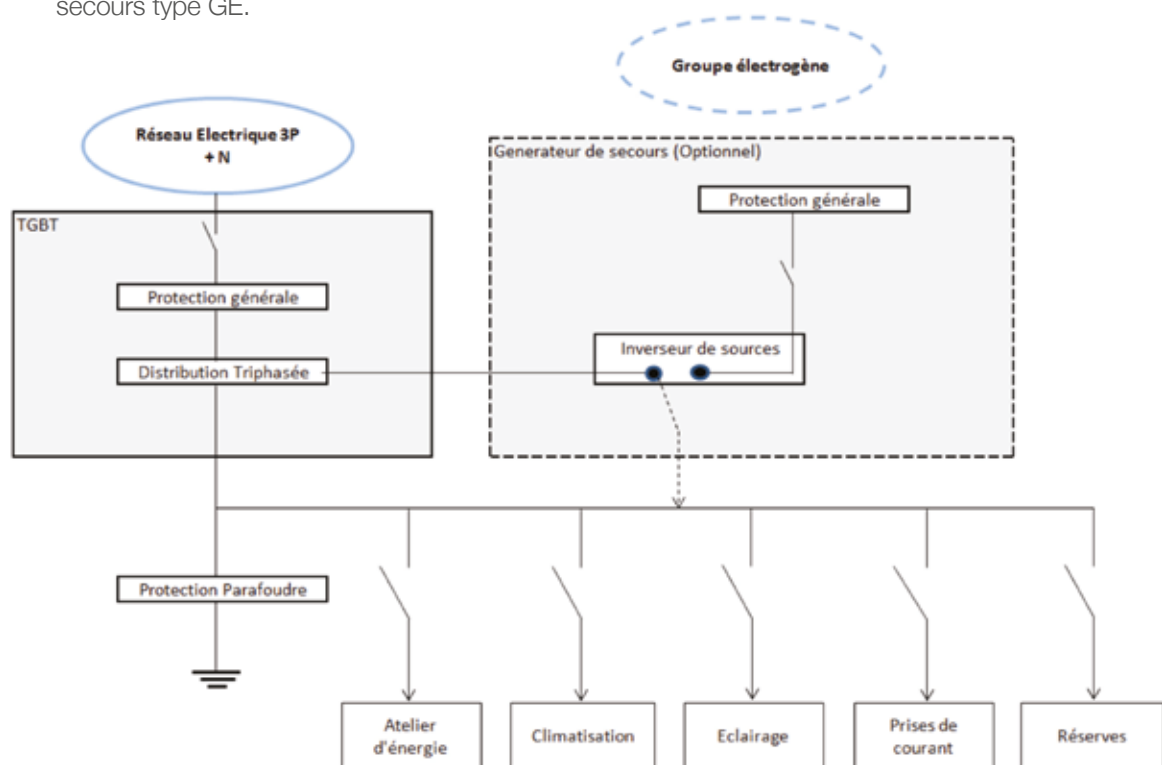 secours type GE.
Groupe électrogène
Réseau Electrique 3P
+ N
Génerateur de secours (Optionnel)
Protection générale
TGBT
Protection générale
Inverseur de sources
Distribution Triphasée
Protection Parafoudre
Atelier
d'énergie
Climatisation
Eclairage
Prises de
courant
Réserves